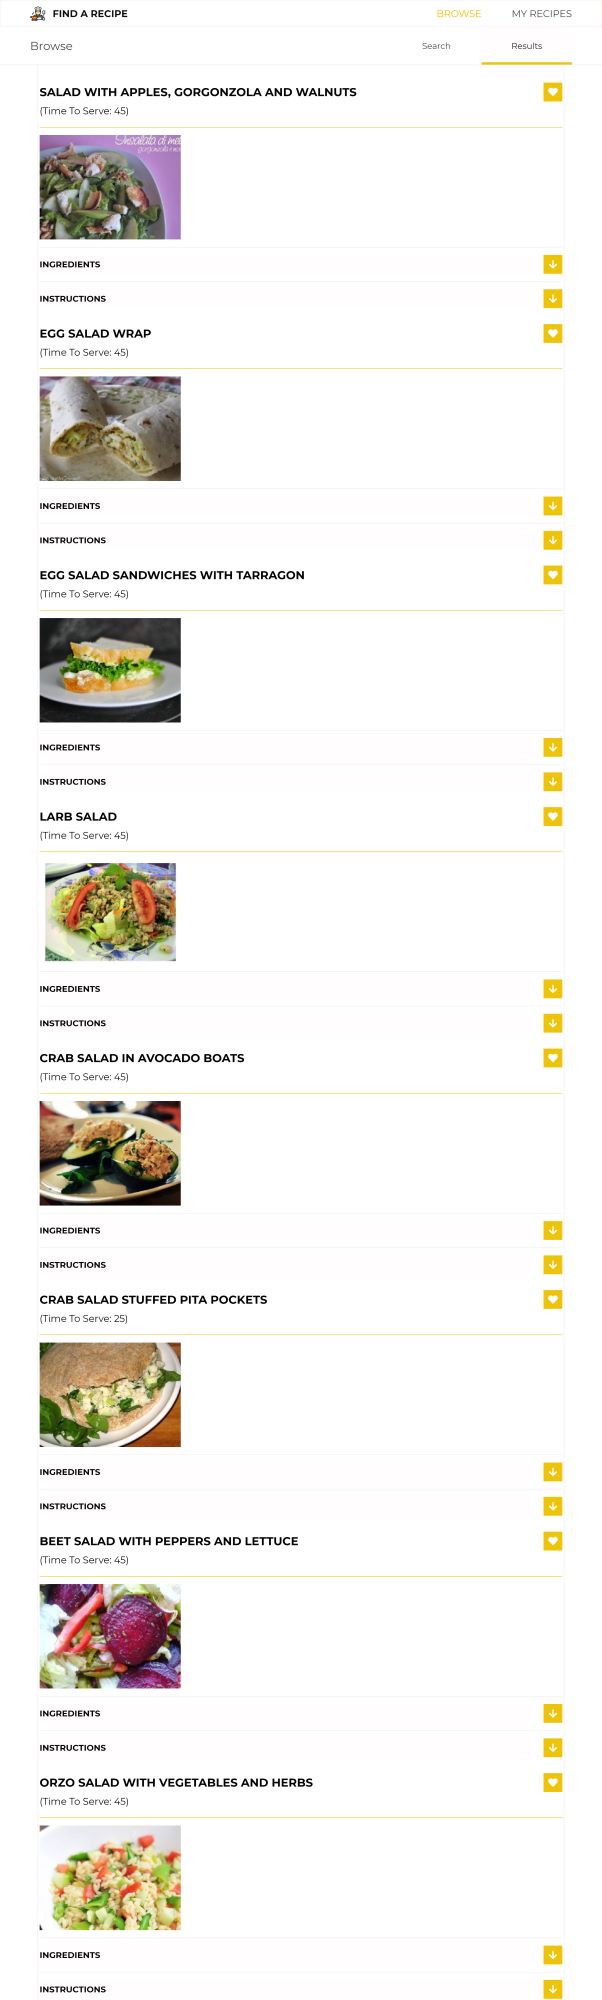 FIND A RECIPE
BROWSE
MY RECIPES
Browse
Search
Results
SALAD WITH APPLES, GORGONZOLA AND WALNUTS
(Time To Serve: 45)
Insalata di mel
gorgonzola e no
INGREDIENTS
INSTRUCTIONS
EGG SALAD WRAP
(Time To Serve: 45)
INGREDIENTS
INSTRUCTIONS
EGG SALAD SANDWICHES WITH TARRAGON
(Time To Serve: 45)
INGREDIENTS
INSTRUCTIONS
LARB SALAD
(Time To Serve: 45)
INGREDIENTS
INSTRUCTIONS
CRAB SALAD IN AVOCADO BOATS
(Time To Serve: 45)
INGREDIENTS
INSTRUCTIONS
CRAB SALAD STUFFED PITA POCKETS
(Time To Serve: 25)
INGREDIENTS
INSTRUCTIONS
BEET SALAD WITH PEPPERS AND LETTUCE
(Time To Serve: 45)
INGREDIENTS
INSTRUCTIONS
ORZO SALAD WITH VEGETABLES AND HERBS
(Time To Serve: 45)
INGREDIENTS
INSTRUCTIONS